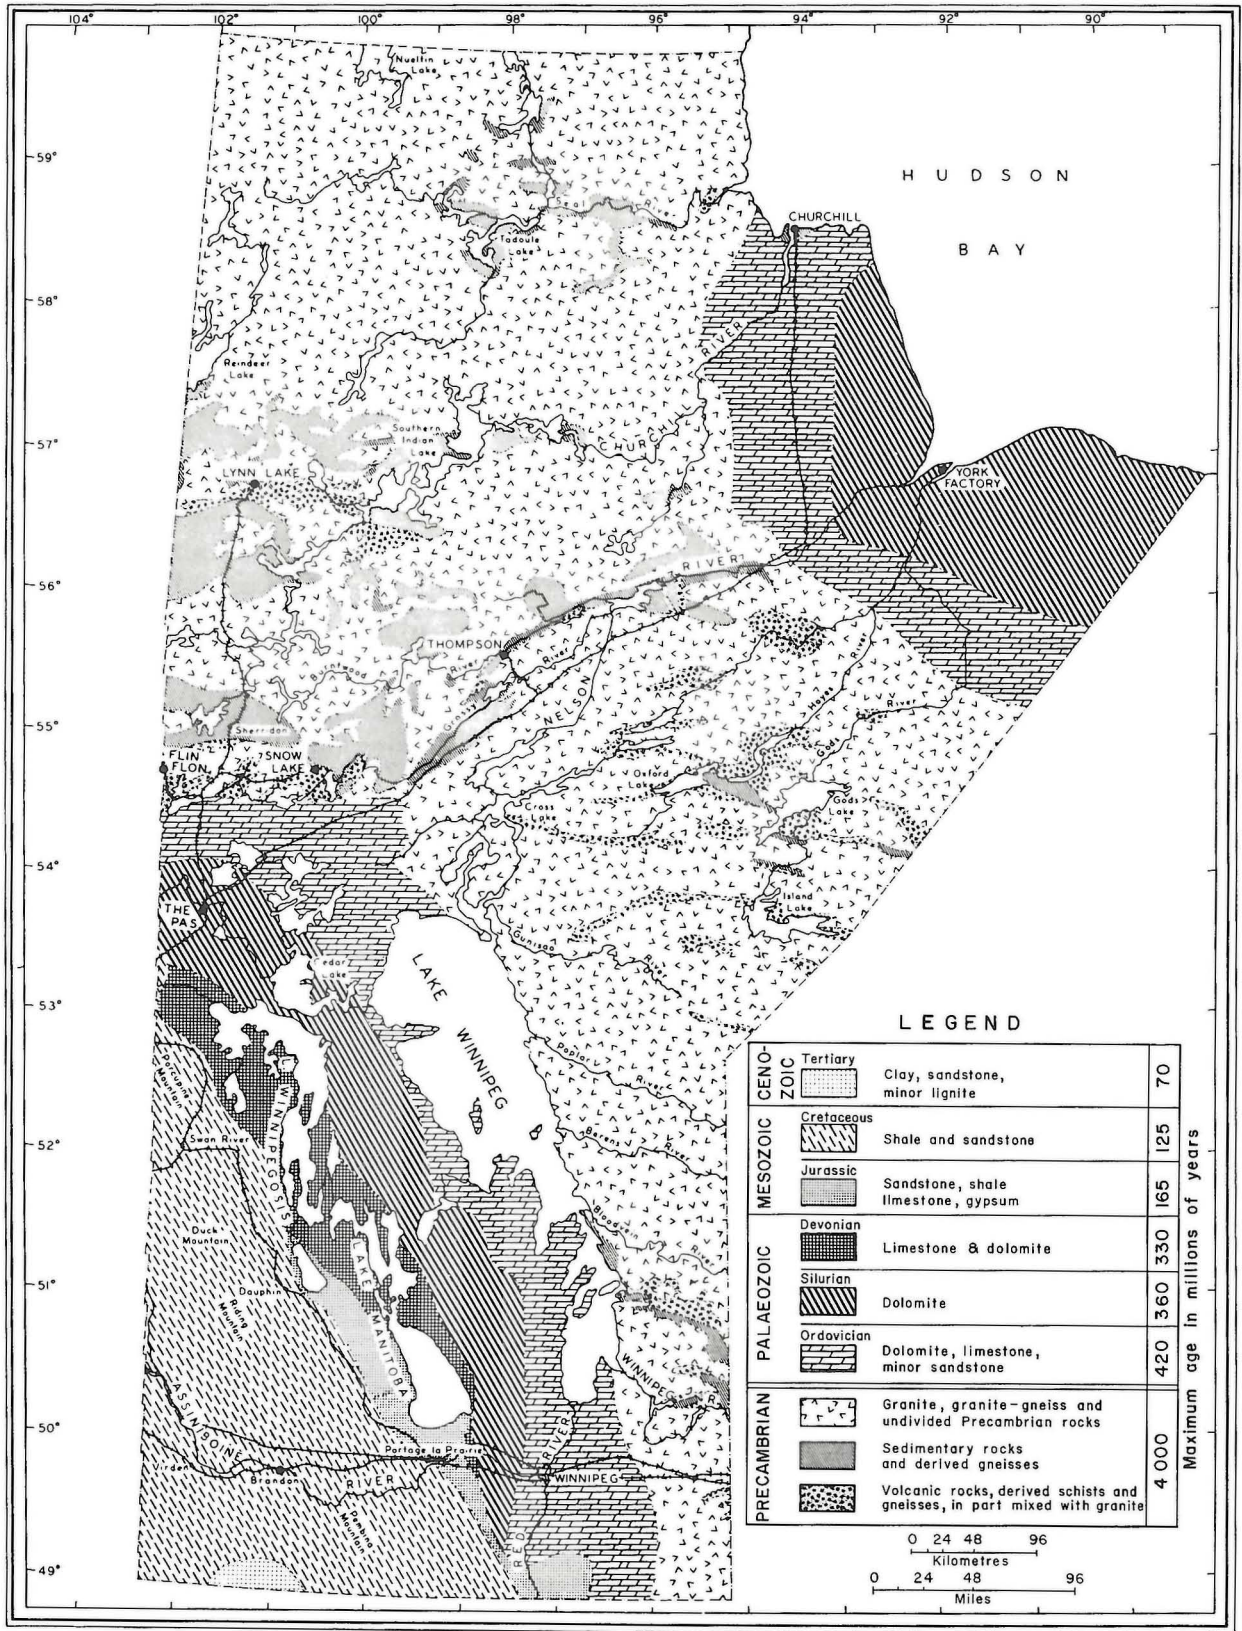 104°
102°
100°
98°
96°
94°
92°
90°
Nueltin
Lake
59°
HUDSON
BAY
Seal River
CHURCHILL
Tadoule
Lake
58°
RIVER
Reindeer
Lake
57°
Southern
Indian
Lake
CHURCHILL
LYNN LAKE
YORK
FACTORY
56°
RIVER
THOMPSON
Burntwood River
River
Grassy
NELSON
Hayes River
55°
Sherridon
Gods River
FLIN
FLON
SNOW
LAKE
Oxford
Lake
Cross
Lake
Gods
Lake
54°
THE
PAS
Island
Lake
Gunisao River
Cedar
Lake
53°
LAKE WINNIPEG
LEGEND
Poplar River
Porcupine
Mountain
L. WINNIPEGOSIS
52°
Swan River
Berens River
Duck
Mountain
Bloodvein River
51°
Dauphin
Riding
Mountain
LAKE MANITOBA
WINNIPEG R.
50°
ASSINIBOINE RIVER
Portage la Prairie
Virden
Brandon
WINNIPEG
RED RIVER
Pembina
Mountain
49°
CENO-
ZOIC
Tertiary
Clay, sandstone,
minor lignite
70
MESOZOIC
Cretaceous
Shale and sandstone
125
Jurassic
Sandstone, shale
limestone, gypsum
165
PALAEOZOIC
Devonian
Limestone & dolomite
330
Silurian
Dolomite
360
Ordovician
Dolomite, limestone,
minor sandstone
420
PRECAMBRIAN
Granite, granite-gneiss and
undivided Precambrian rocks
Sedimentary rocks
and derived gneisses
Volcanic rocks, derived schists and
gneisses, in part mixed with granite
4 000
Maximum age in millions of years
0 24 48 96
Kilometres
0 24 48 96
Miles